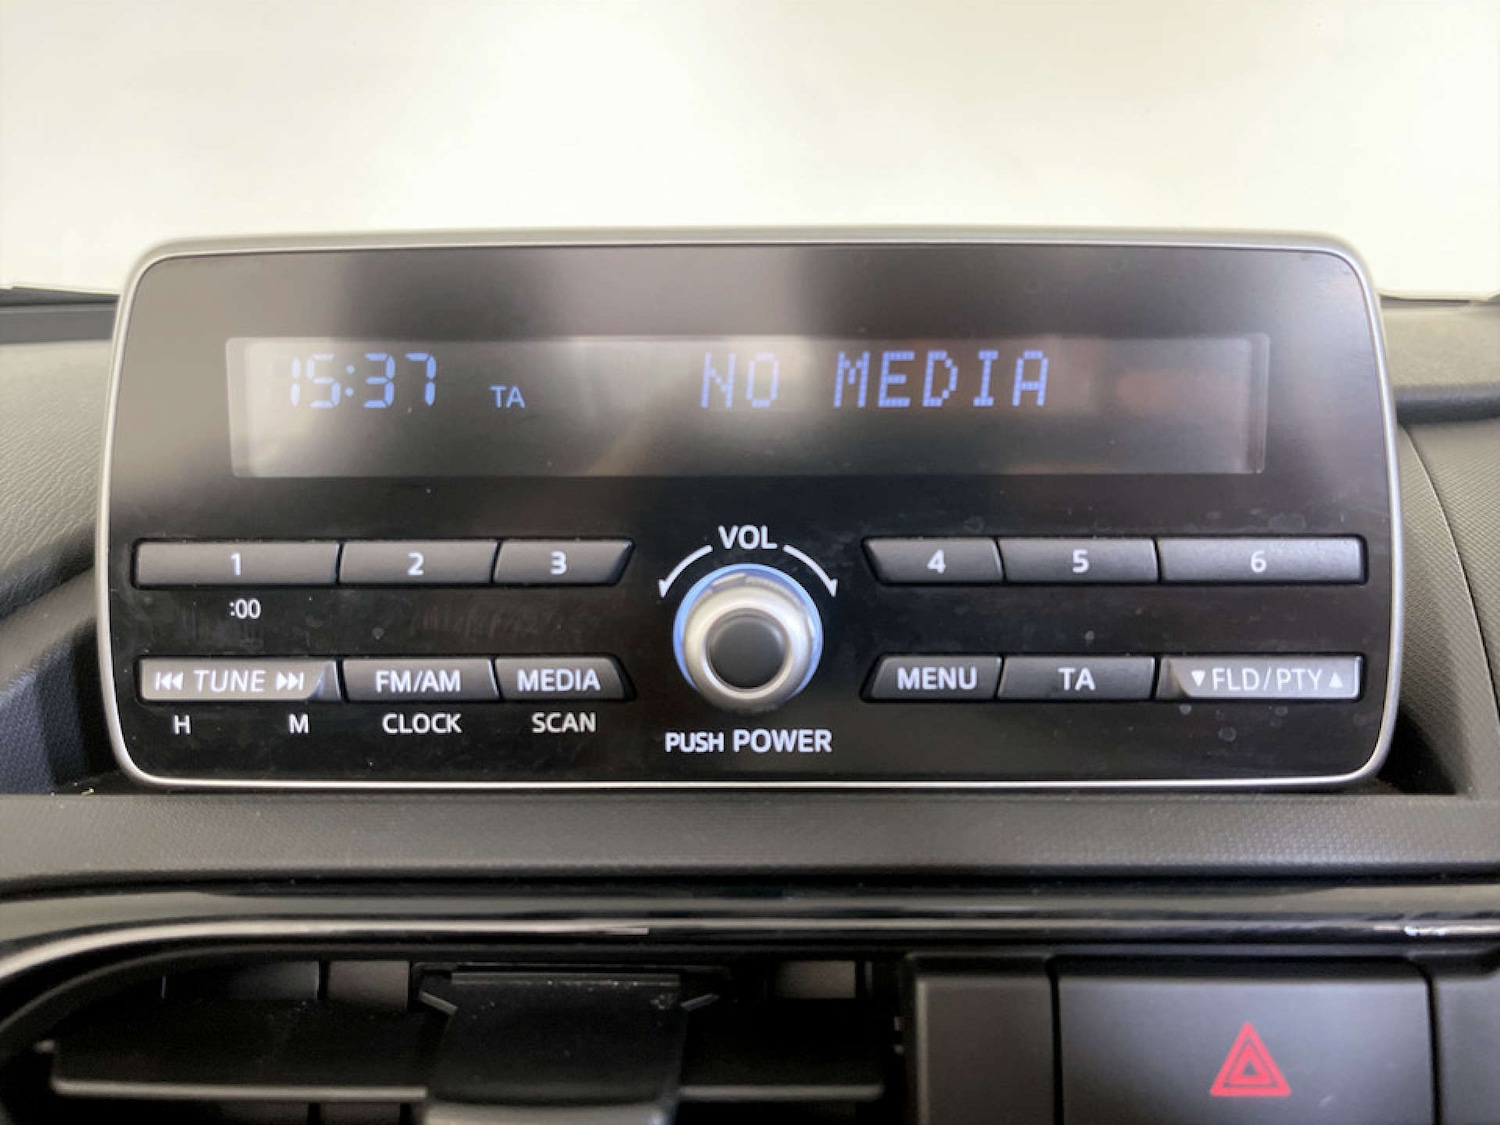 15:37 TA NO MEDIA
VOL
1 2 3 4 5 6
:00
⏮ TUNE ⏭ FM/AM MEDIA MENU TA ▼FLD/PTY▲
H M CLOCK SCAN
PUSH POWER